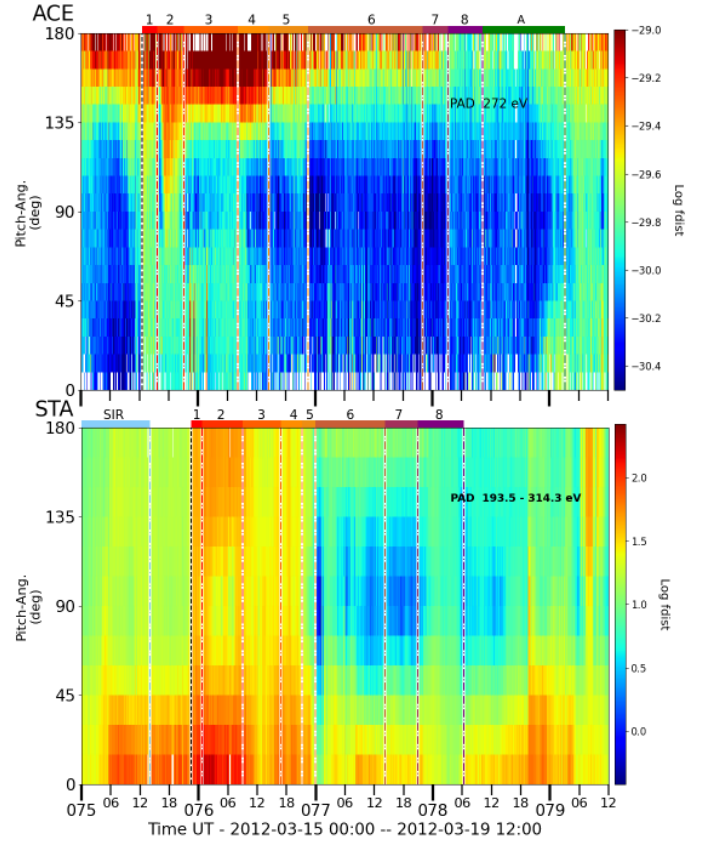 ACE
1 2 3 4 5 6 7 8 A
180
135
90
45
0
Pitch-Ang.
(deg)
PAD 272 eV
−29.0
−29.2
−29.4
−29.6
−29.8
−30.0
−30.2
−30.4
Log fdist
STA
SIR 1 2 3 4 5 6 7 8
180
135
90
45
0
Pitch-Ang.
(deg)
PAD 193.5 - 314.3 eV
2.0
1.5
1.0
0.5
0.0
Log fdist
06 12 18 06 12 18 06 12 18 06 12 18 06 12
075 076 077 078 079
Time UT - 2012-03-15 00:00 -- 2012-03-19 12:00